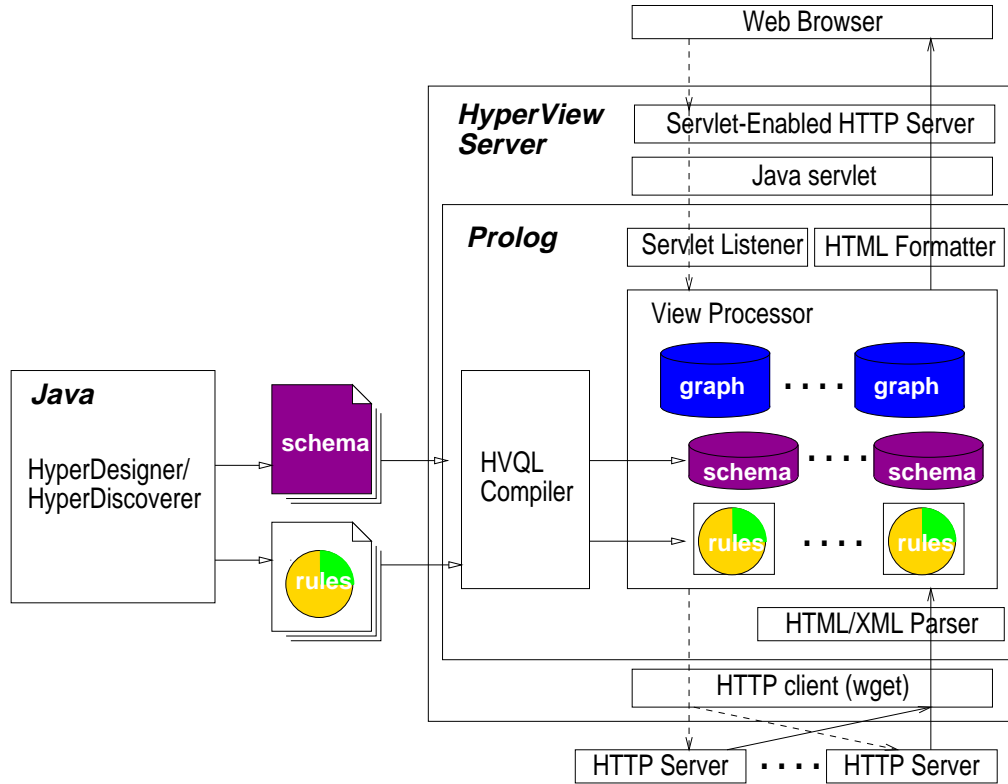 Web Browser
HyperView
Server
Servlet-Enabled HTTP Server
Java servlet
Prolog
Servlet Listener
HTML Formatter
View Processor
graph
. . . .
graph
Java
HyperDesigner/
HyperDiscoverer
schema
HVQL
Compiler
schema
. . . .
schema
rules
rules
. . . .
rules
HTML/XML Parser
HTTP client (wget)
HTTP Server
. . . .
HTTP Server